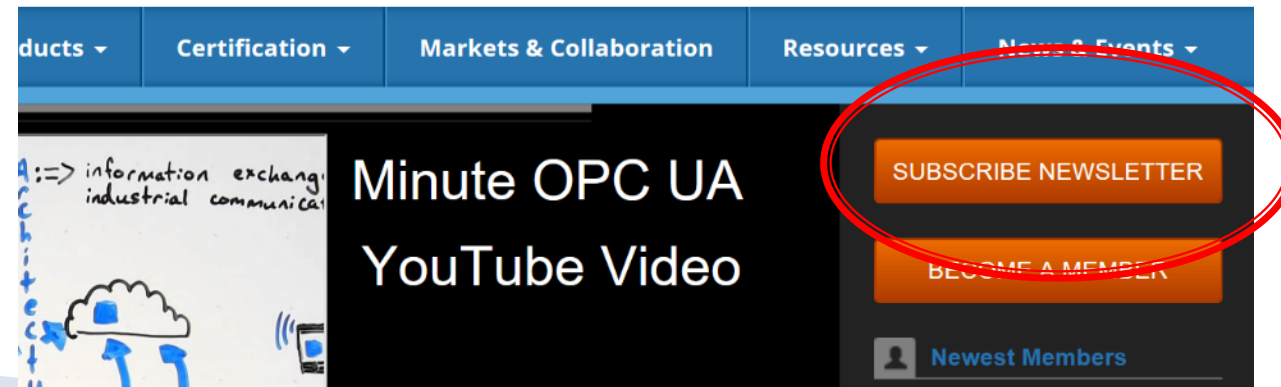 ducts
Certification
Markets & Collaboration
Resources
News & Events
:=> information exchang
industrial communica
Minute OPC UA
YouTube Video
SUBSCRIBE NEWSLETTER
BECOME A MEMBER
Newest Members